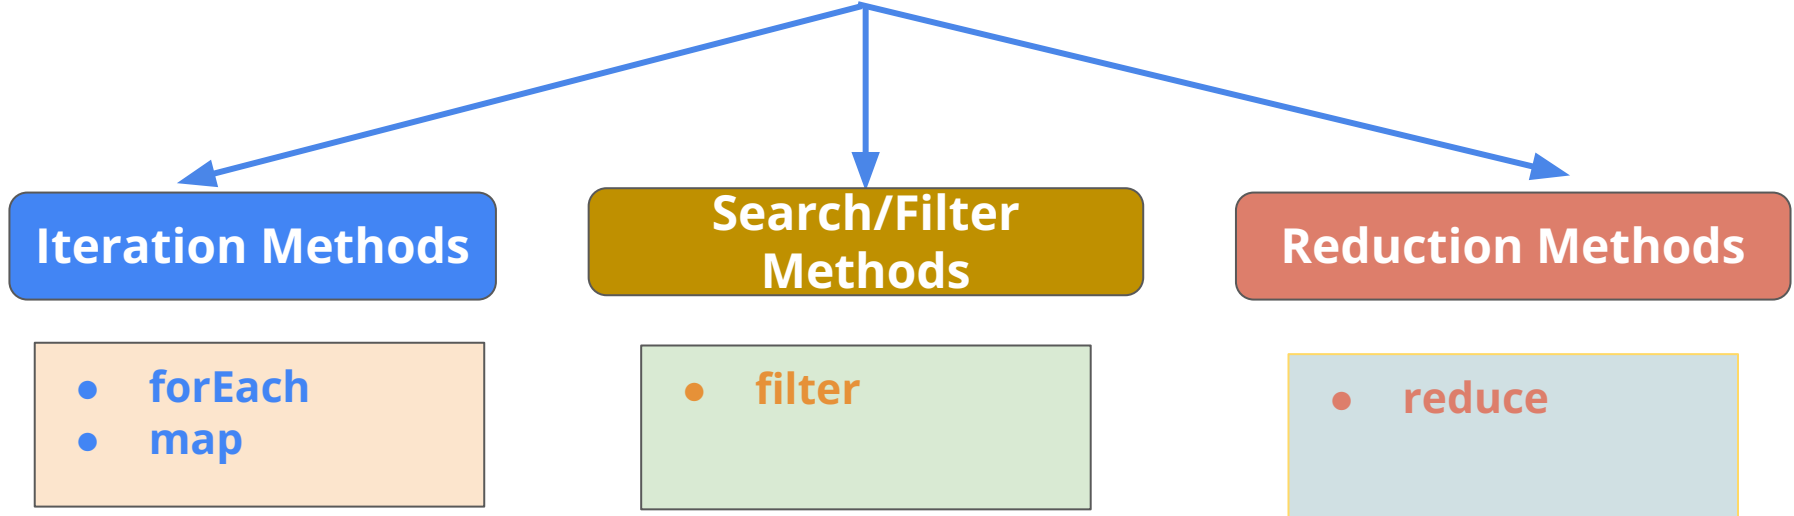 Iteration Methods
Search/Filter
Methods
Reduction Methods
● forEach
● map
● filter
● reduce